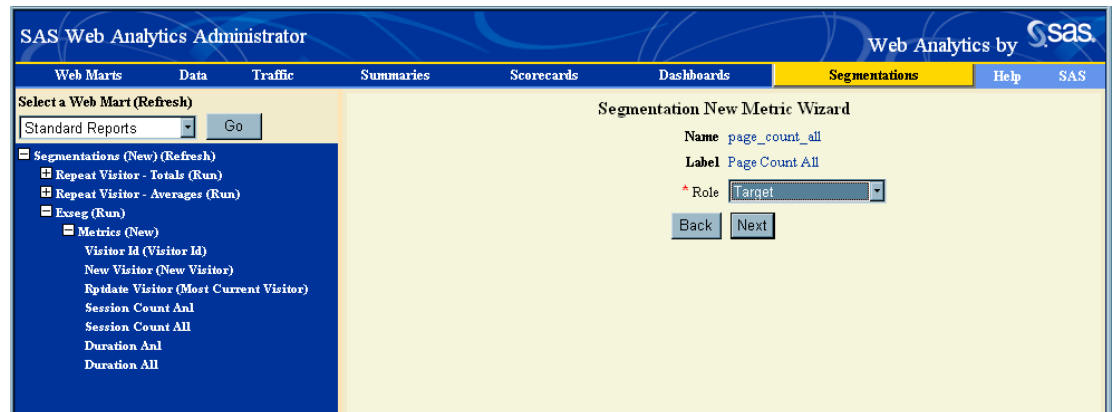 SAS Web Analytics Administrator
Web Analytics by sas.
Web Marts Data Traffic Summaries Scorecards Dashboards Segmentations Help SAS
Select a Web Mart (Refresh)
Standard Reports Go
Segmentations (New) (Refresh)
Repeat Visitor - Totals (Run)
Repeat Visitor - Averages (Run)
Exseg (Run)
Metrics (New)
Visitor Id (Visitor Id)
New Visitor (New Visitor)
Rptdate Visitor (Most Current Visitor)
Session Count Anl
Session Count All
Duration Anl
Duration All
Segmentation New Metric Wizard
Name page_count_all
Label Page Count All
* Role Target
Back Next